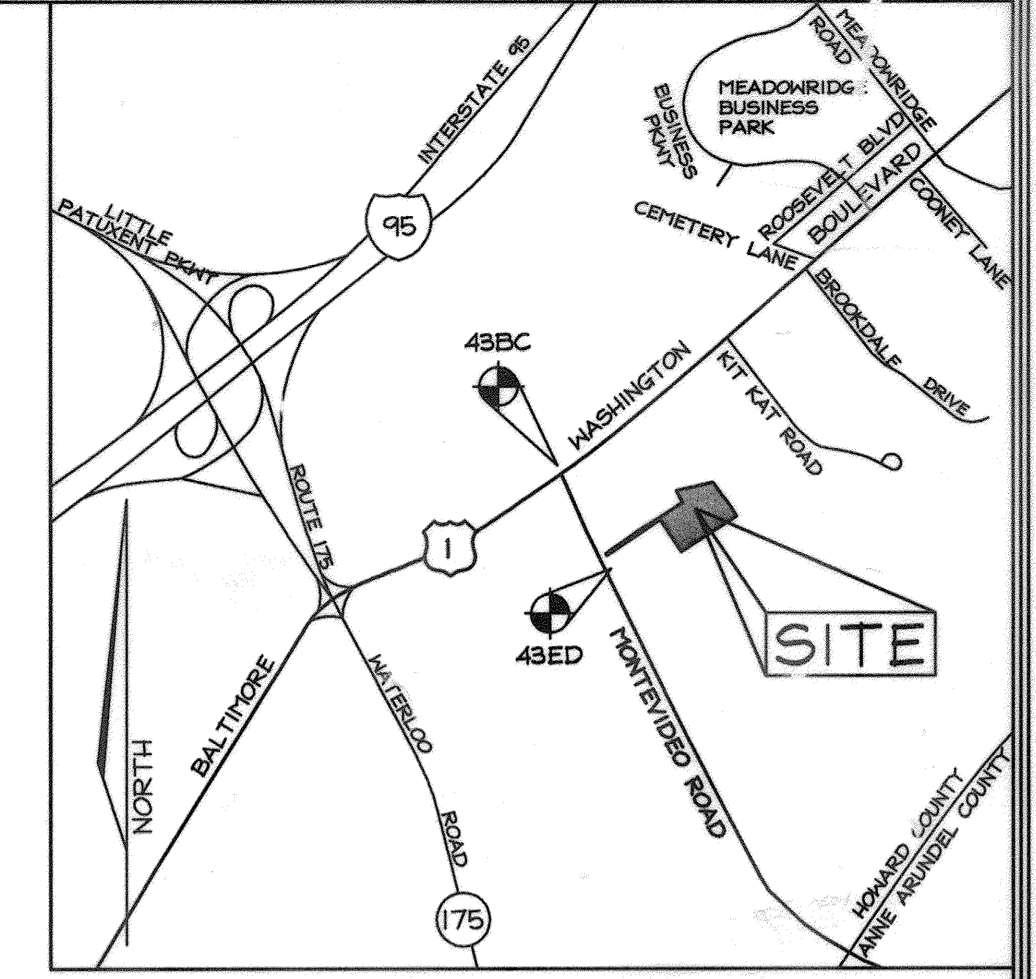 INTERSTATE 95
95
LITTLE
PATUXENT PKWY
MEADOWRIDGE
ROAD
MEADOWRIDG
BUSINESS
PARK
BUSINESS
PKWY
ROOSEVELT BLVD
BOULEVARD
COONEY LANE
CEMETERY LANE
BROOKDALE
DRIVE
43BC
WASHINGTON
KIT KAT ROAD
ROUTE 175
1
43ED
SITE
MONTEVIDEO ROAD
BALTIMORE
WATERLOO
ROAD
175
NORTH
HOWARD COUNTY
ANNE ARUNDEL COUNTY